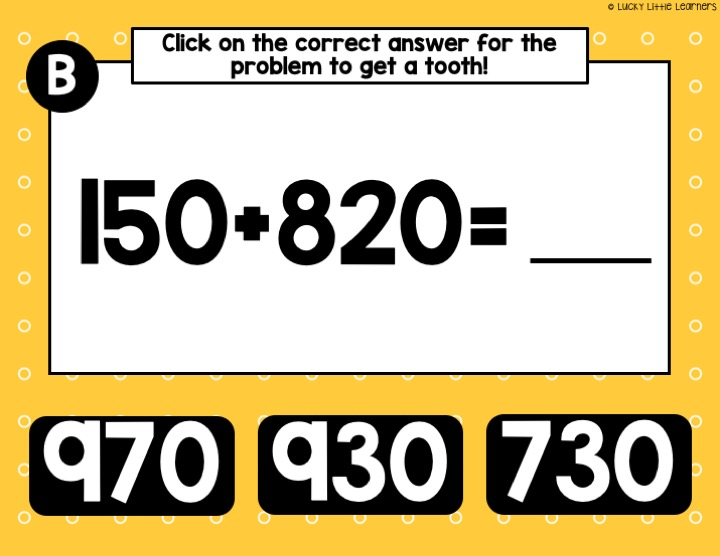 © Lucky Little Learners
Click on the correct answer for the
problem to get a tooth!
B
150+820= ___
970 930 730